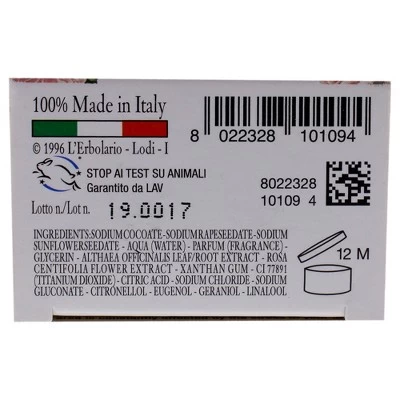 100% Made in Italy
© 1996 L'Erbolario - Lodi - I
STOP AI TEST SU ANIMALI
Garantito da LAV
Lotto n./Lot n. 19.0017
8 022328 101094
8022328
10109 4
INGREDIENTS:SODIUM COCOATE - SODIUM RAPESEEDATE - SODIUM
SUNFLOWERSEEDATE - AQUA (WATER) - PARFUM (FRAGRANCE) -
GLYCERIN - ALTHAEA OFFICINALIS LEAF/ROOT EXTRACT - ROSA
CENTIFOLIA FLOWER EXTRACT - XANTHAN GUM - CI 77891
(TITANIUM DIOXIDE) - CITRIC ACID - SODIUM CHLORIDE - SODIUM
GLUCONATE - CITRONELLOL - EUGENOL - GERANIOL - LINALOOL
12 M